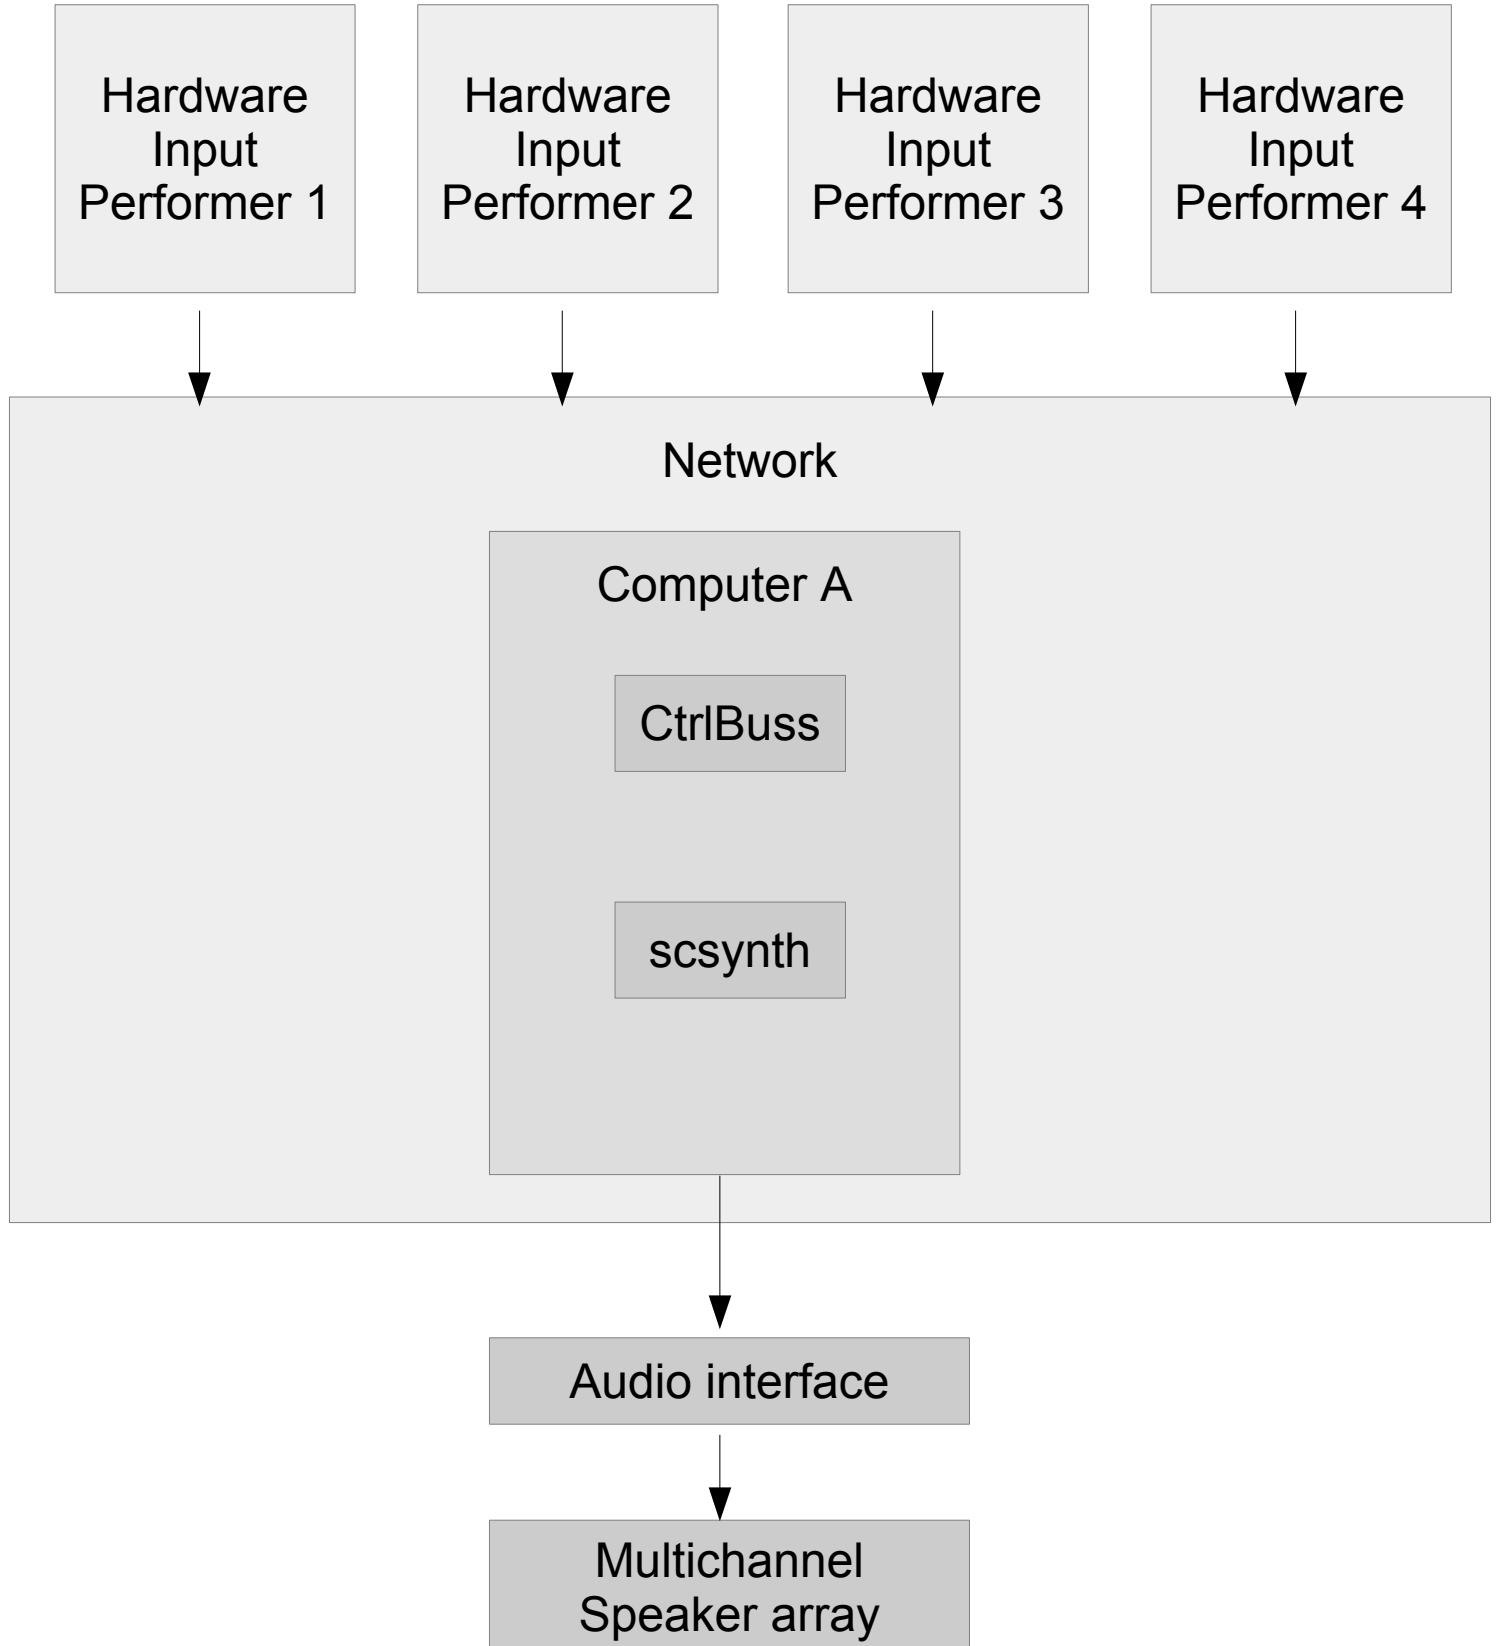 Hardware
Input
Performer 1
Hardware
Input
Performer 2
Hardware
Input
Performer 3
Hardware
Input
Performer 4
Network
Computer A
CtrlBuss
scsynth
Audio interface
Multichannel
Speaker array